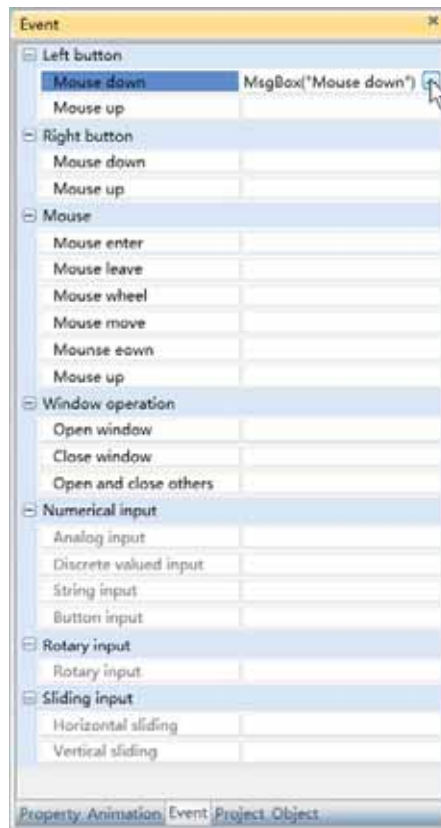 Event
Left button
Mouse down MsgBox("Mouse down")
Mouse up
Right button
Mouse down
Mouse up
Mouse
Mouse enter
Mouse leave
Mouse wheel
Mouse move
Mounse eown
Mouse up
Window operation
Open window
Close window
Open and close others
Numerical input
Analog input
Discrete valued input
String input
Button input
Rotary input
Rotary input
Sliding input
Horizontal sliding
Vertical sliding
Property Animation Event Project Object